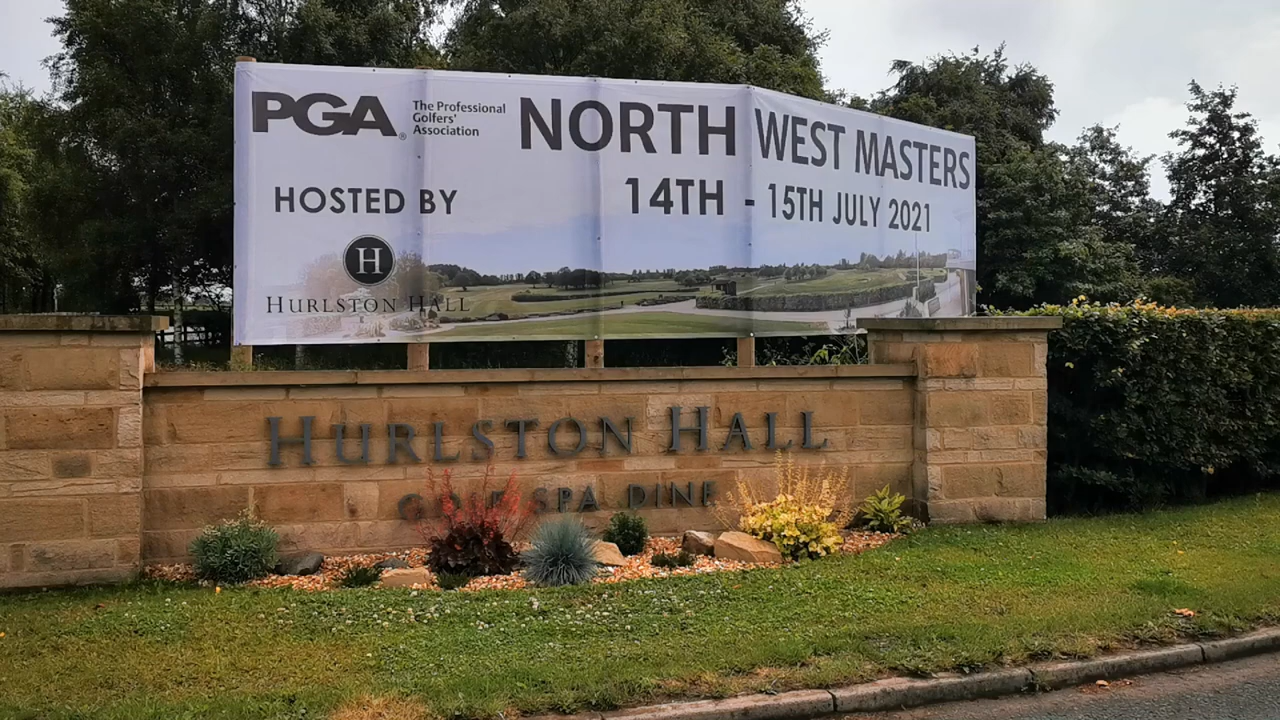 PGA
The Professional
Golfers'
Association
NORTH WEST MASTERS
HOSTED BY
14TH - 15TH JULY 2021
H
HURLSTON HALL
HURLSTON HALL
GOLF SPA DINE